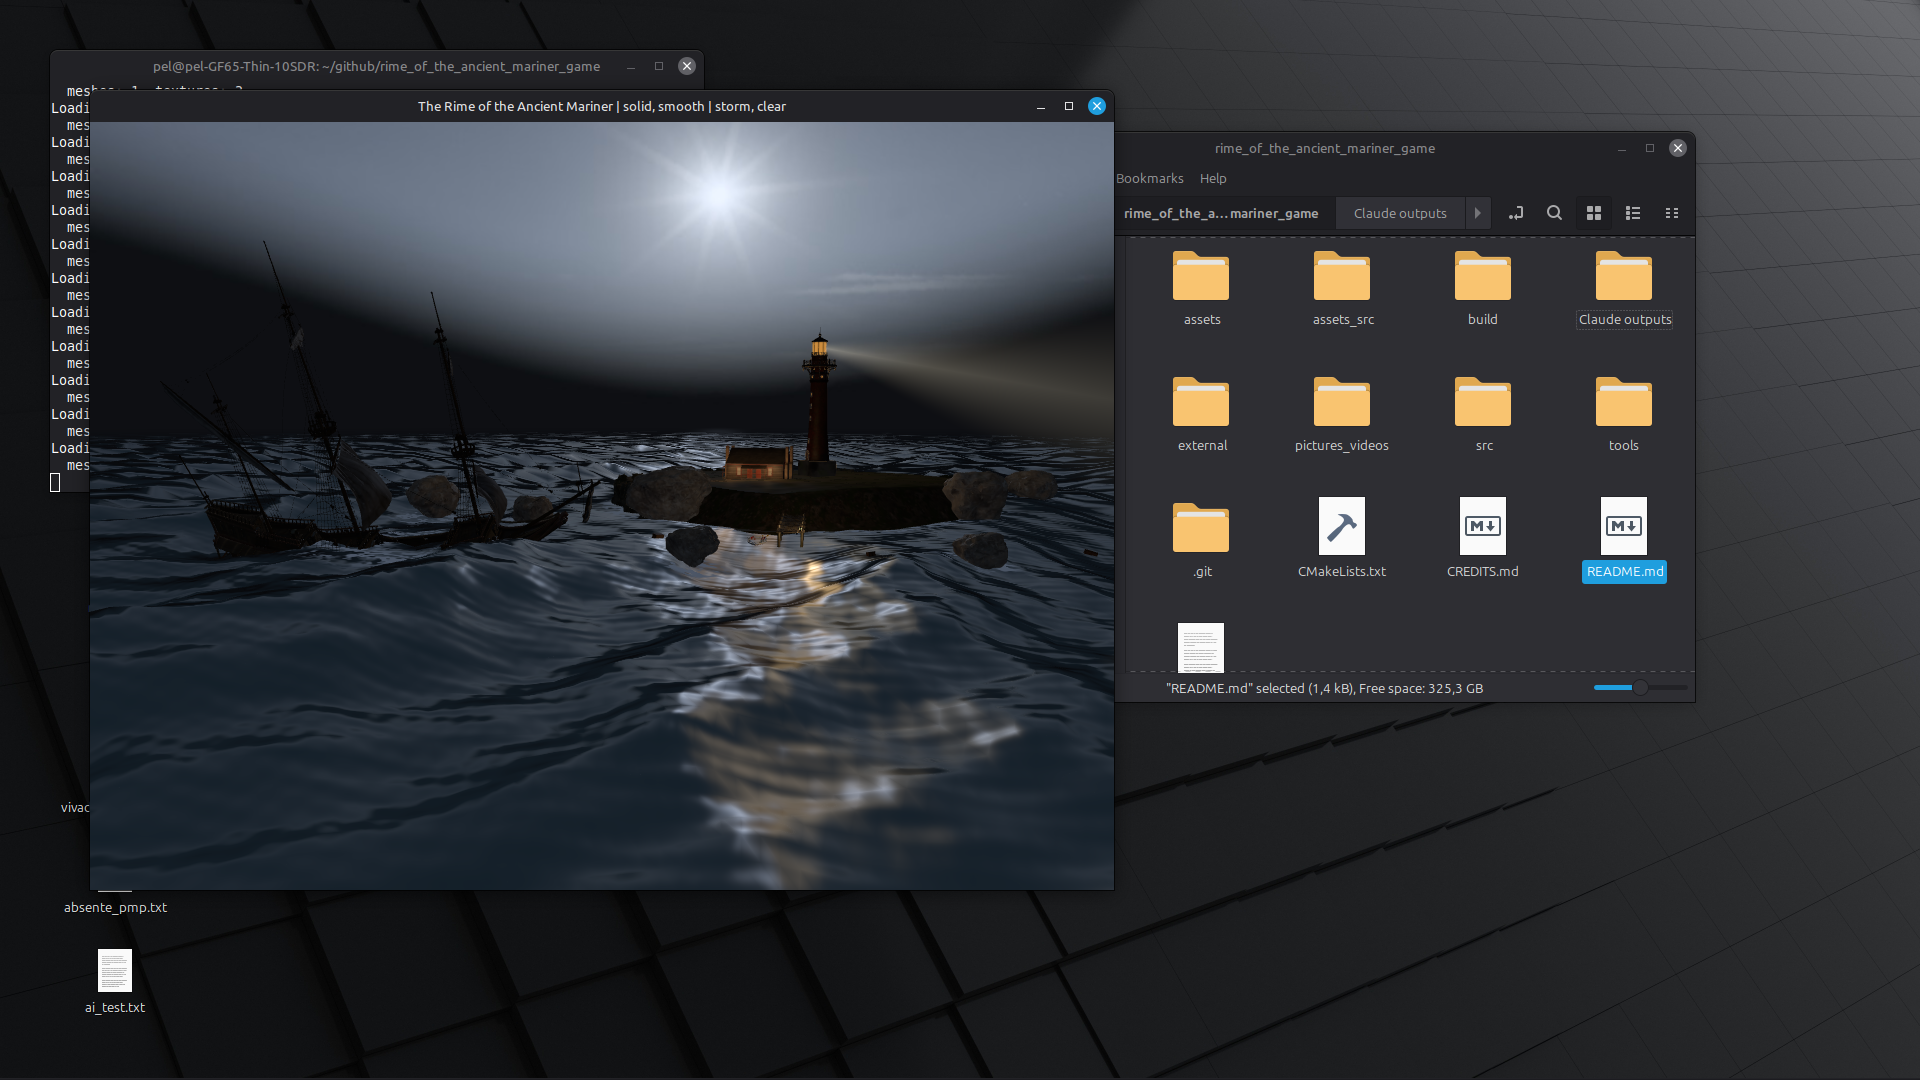 pel@pel-GF65-Thin-10SDR: ~/github/rime_of_the_ancient_mariner_game
Loadi
mes
Loadi
mes
Loadi
mes
Loadi
mes
Loadi
mes
Loadi
mes
Loadi
mes
Loadi
mes
Loadi
mes
Loadi
mes
Loadi
mes
The Rime of the Ancient Mariner | solid, smooth | storm, clear
rime_of_the_ancient_mariner_game
Bookmarks Help
rime_of_the_a...mariner_game Claude outputs
assets assets_src build Claude outputs
external pictures_videos src tools
.git CMakeLists.txt CREDITS.md README.md
"README.md" selected (1,4 kB), Free space: 325,3 GB
vivac
absente_pmp.txt
ai_test.txt